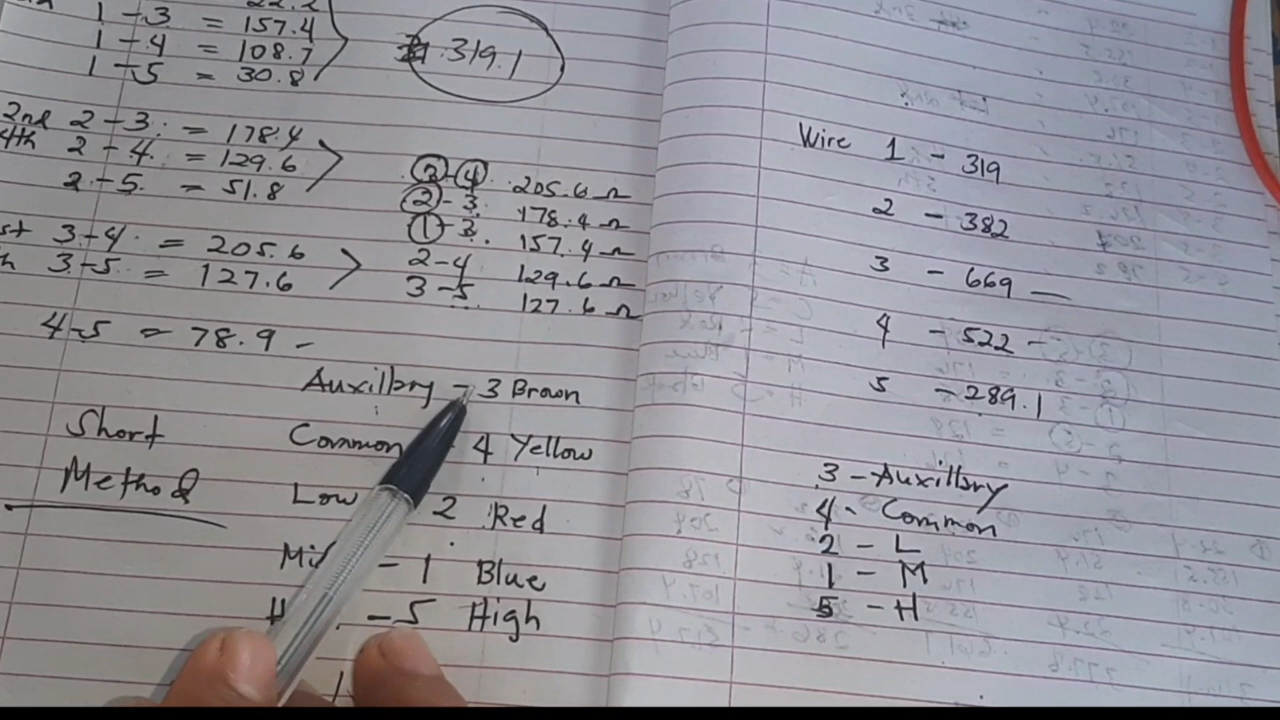 22.2
1 - 3 = 157.4
1 - 4 = 108.7
1 - 5 = 30.8
319.1
2nd 2 - 3 = 178.4
4th 2 - 4 = 129.6
2 - 5 = 51.8
st 3 - 4 = 205.6
3 - 5 = 127.6
4 - 5 = 78.9 -
3 - 4 205.6 Ω
2 - 3 178.4 Ω
1 - 3 157.4 Ω
2 - 4 129.6 Ω
3 - 5 127.6 Ω
Short
Method
Auxillary - 3 Brown
Common - 4 Yellow
Low 2 Red
- 1 Blue
- 5 High
Wire 1 - 319
2 - 382
3 - 669 —
4 - 522 -
5 - 289.1
3 - Auxillary
4 - Common
2 - L
1 - M
5 - H